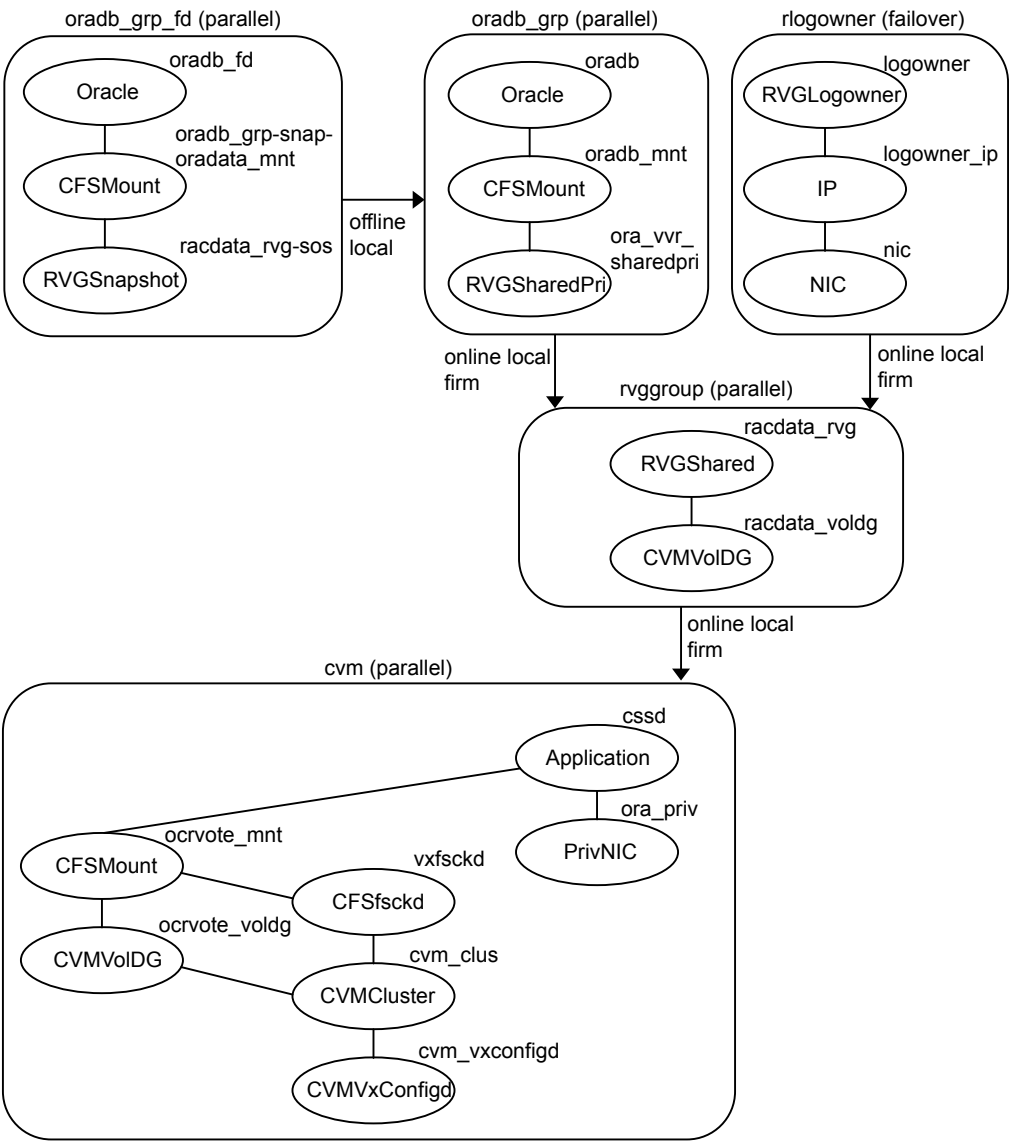 oradb_grp_fd (parallel)
oradb_fd
Oracle
oradb_grp-snap-
oradata_mnt
CFSMount
racdata_rvg-sos
RVGSnapshot
offline
local
oradb_grp (parallel)
oradb
Oracle
oradb_mnt
CFSMount
ora_vvr_
sharedpri
RVGSharedPri
rlogowner (failover)
logowner
RVGLogowner
logowner_ip
IP
nic
NIC
online local
firm
online local
firm
rvggroup (parallel)
racdata_rvg
RVGShared
racdata_voldg
CVMVolDG
online local
firm
cvm (parallel)
cssd
Application
ora_priv
PrivNIC
ocrvote_mnt
CFSMount
vxfsckd
CFSfsckd
ocrvote_voldg
CVMVolDG
cvm_clus
CVMCluster
cvm_vxconfigd
CVMVxConfigd